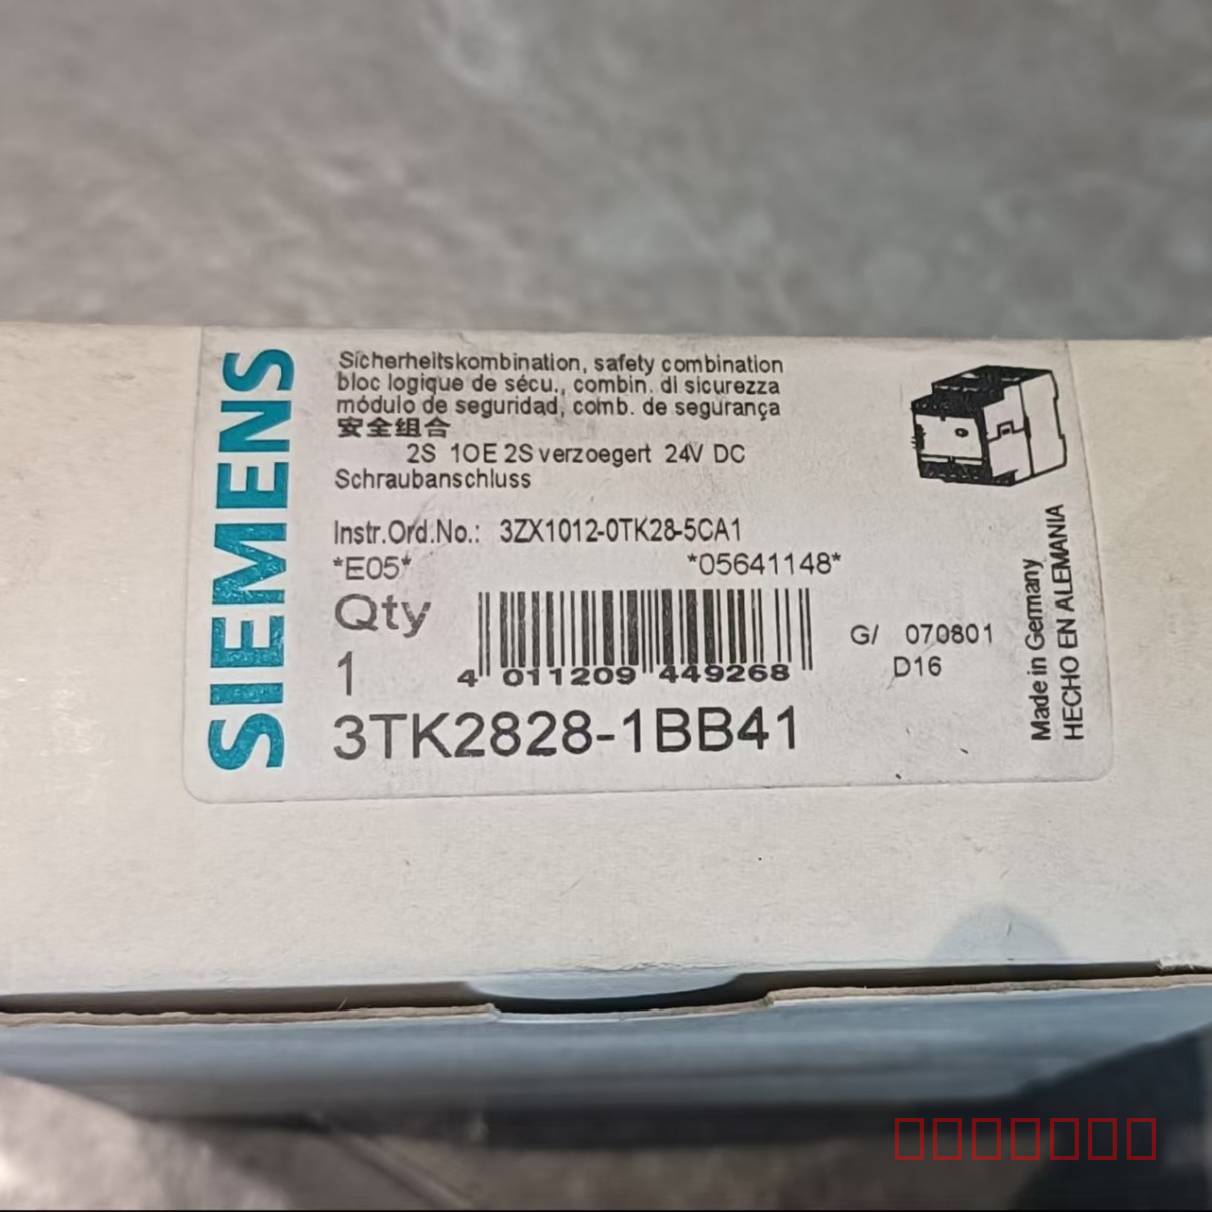 SIEMENS
Sicherheitskombination, safety combination
bloc logique de sécu., combin. di sicurezza
módulo de seguridad, comb. de segurança
安全组合
2S 1OE 2S verzoegert 24V DC
Schraubanschluss
Instr.Ord.No.: 3ZX1012-0TK28-5CA1
*E05* *05641148*
Qty
1
4 011209 449268
G/ 070801
D16
3TK2828-1BB41
Made in Germany
HECHO EN ALEMANIA